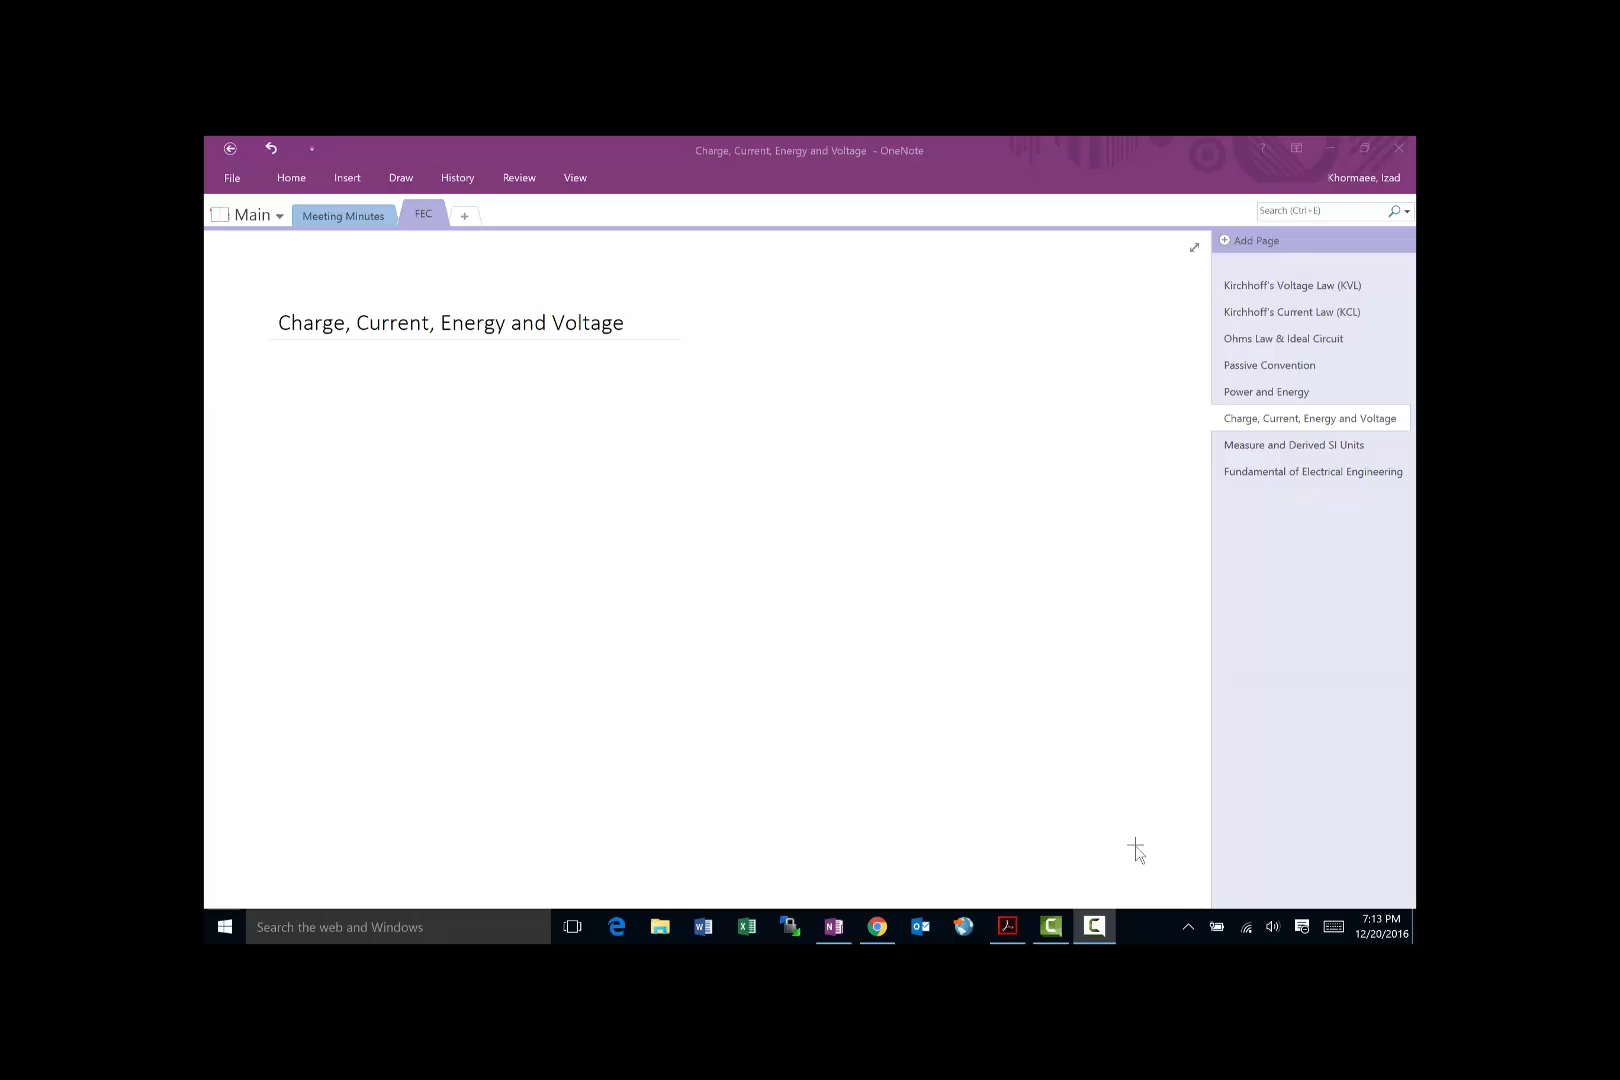 Charge, Current, Energy and Voltage - OneNote
File Home Insert Draw History Review View
Khormaee, Izad
Main Meeting Minutes FEC
Search (Ctrl+E)
Add Page
Charge, Current, Energy and Voltage
Kirchhoff's Voltage Law (KVL)
Kirchhoff's Current Law (KCL)
Ohms Law & Ideal Circuit
Passive Convention
Power and Energy
Charge, Current, Energy and Voltage
Measure and Derived SI Units
Fundamental of Electrical Engineering
Search the web and Windows
7:13 PM
12/20/2016